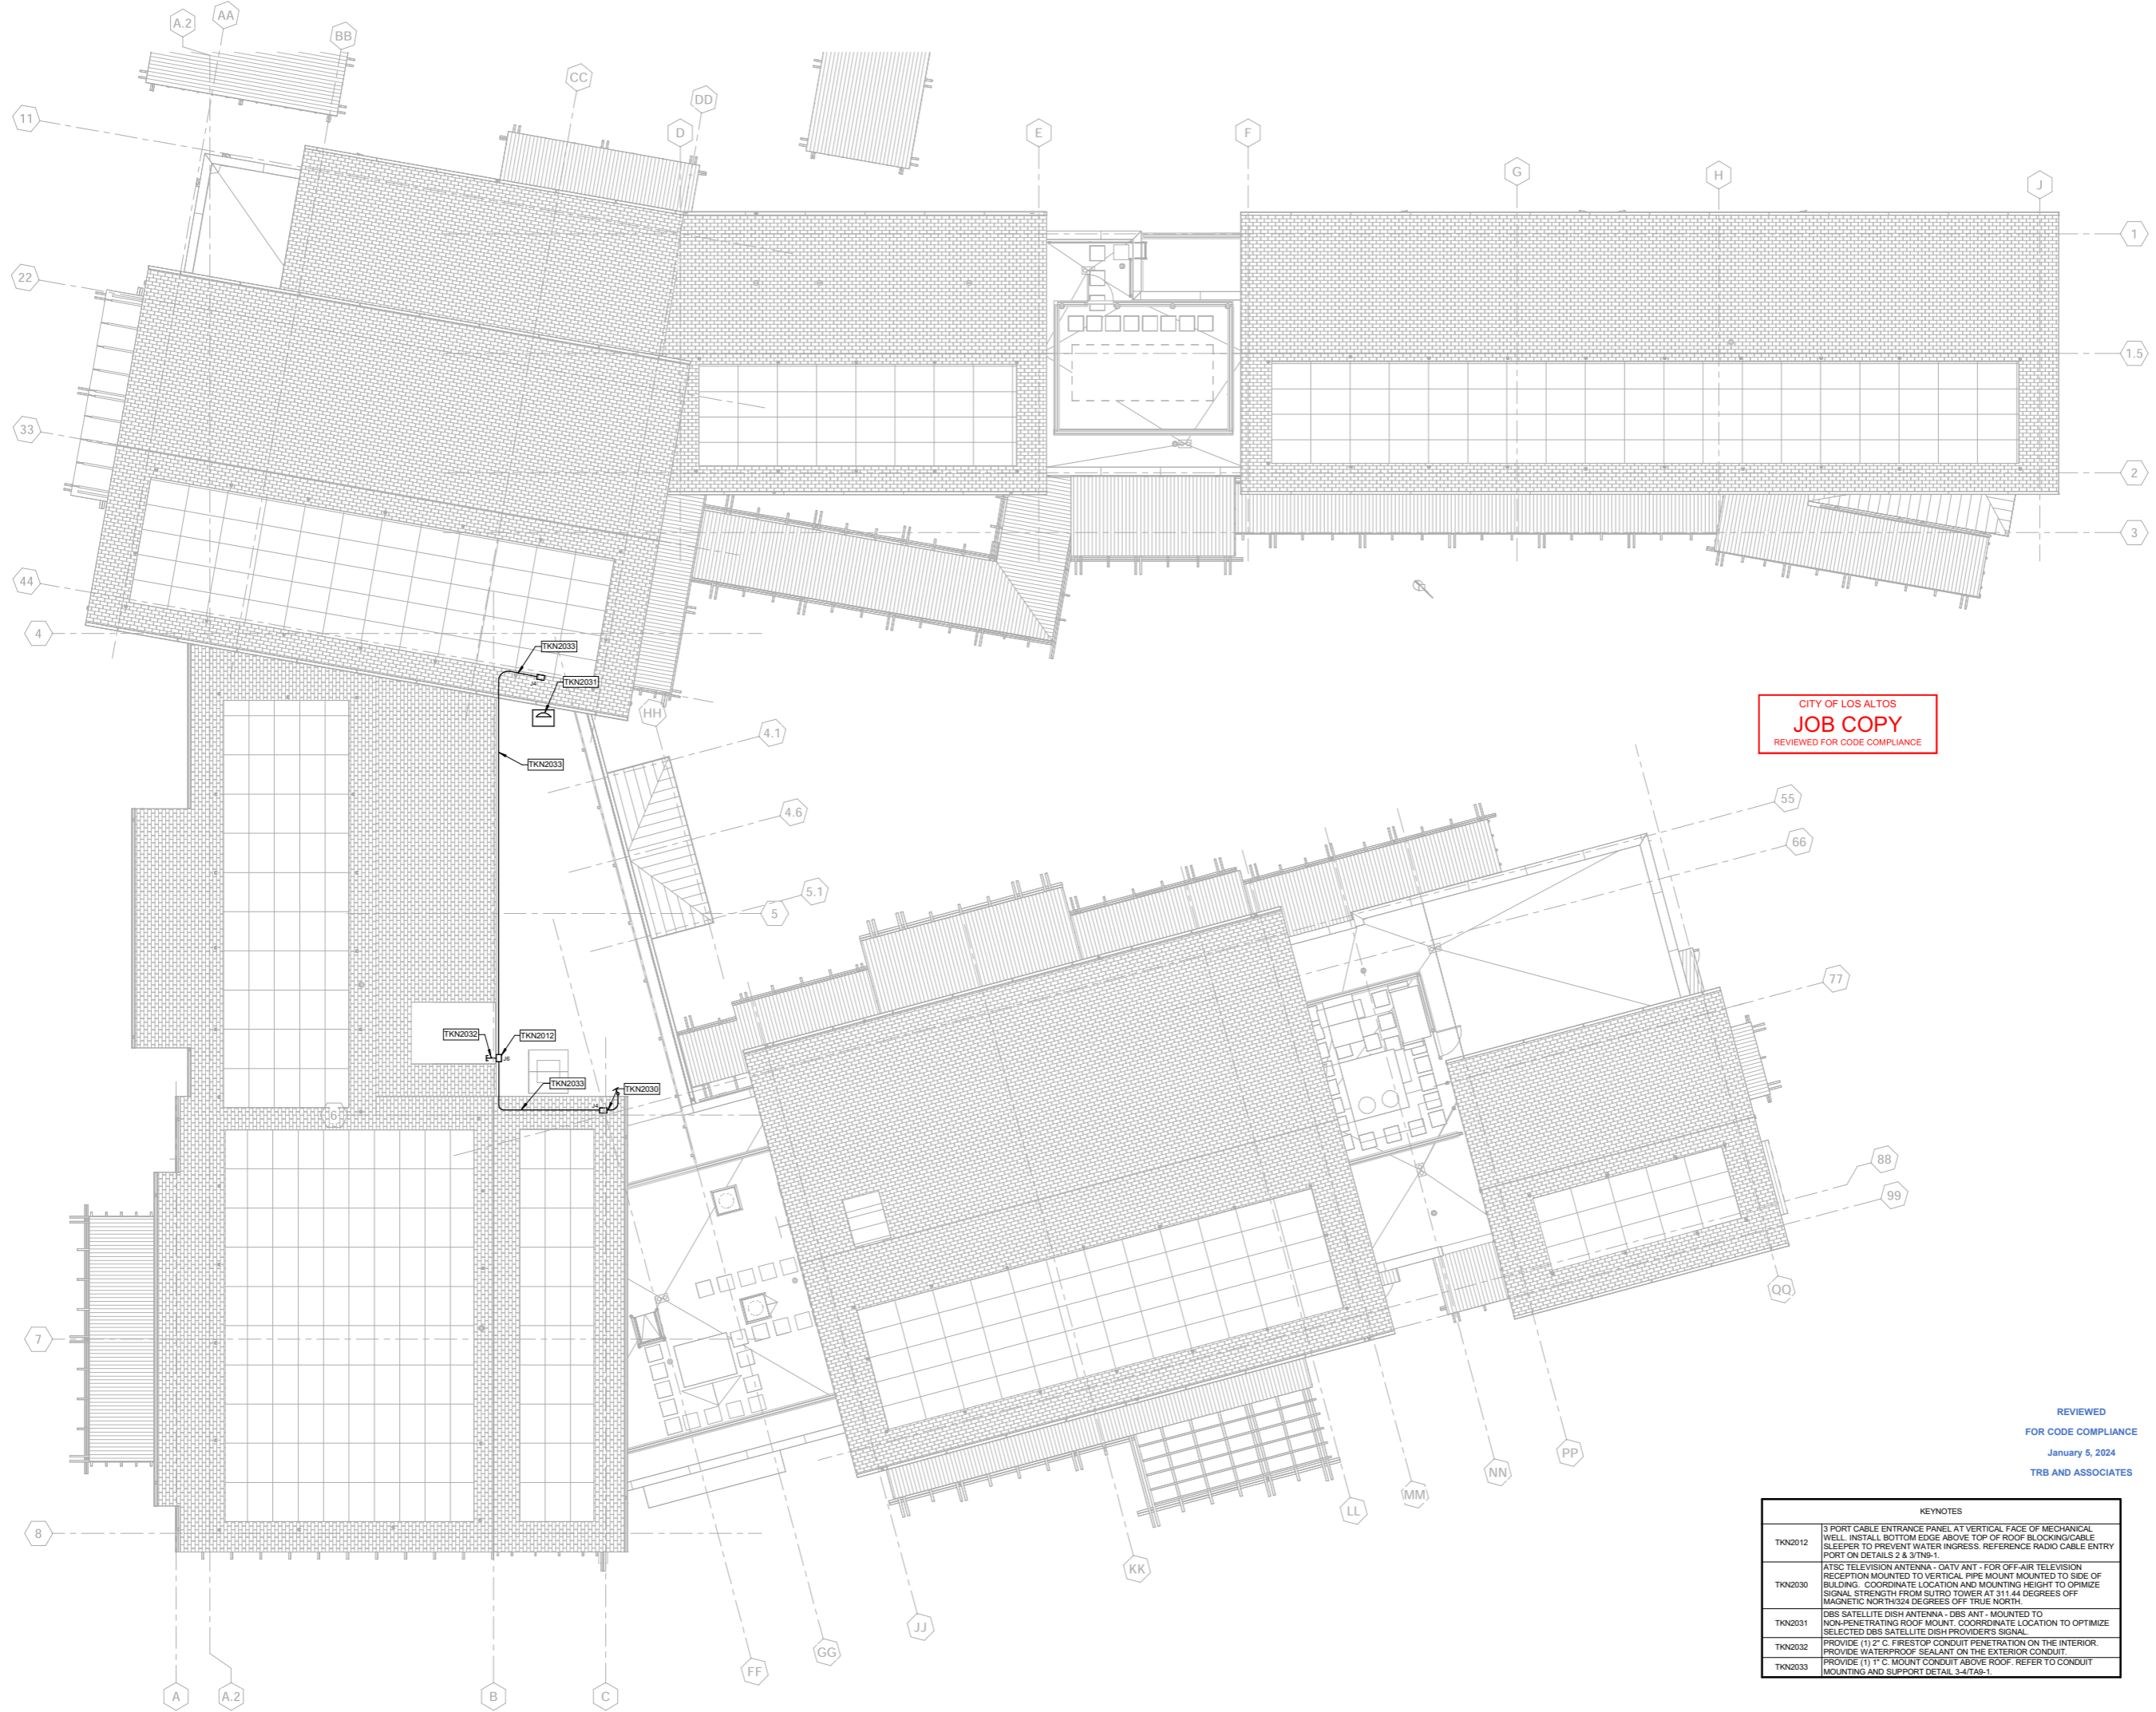 A.2
AA
BB
CC
DD
D
E
F
G
H
J
11
22
33
44
4
1
1.5
2
3
TKN2033
J4
TKN2031
HH
4.1
TKN2033
4.6
5.1
5
CITY OF LOS ALTOS
JOB COPY
REVIEWED FOR CODE COMPLIANCE
55
66
77
TKN2032
TKN2012
J6
TKN2033
TKN2030
J4
6
88
99
7
8
QQ
PP
NN
MM
LL
KK
JJ
GG
FF
A
A.2
B
C
REVIEWED
FOR CODE COMPLIANCE
January 5, 2024
TRB AND ASSOCIATES
KEYNOTES
TKN2012
3 PORT CABLE ENTRANCE PANEL AT VERTICAL FACE OF MECHANICAL
WELL. INSTALL BOTTOM EDGE ABOVE TOP OF ROOF BLOCKING/CABLE
SLEEPER TO PREVENT WATER INGRESS. REFERENCE RADIO CABLE ENTRY
PORT ON DETAILS 2 & 3/TN9-1.
TKN2030
ATSC TELEVISION ANTENNA - OATV ANT - FOR OFF-AIR TELEVISION
RECEPTION MOUNTED TO VERTICAL PIPE MOUNT MOUNTED TO SIDE OF
BULDING. COORDINATE LOCATION AND MOUNTING HEIGHT TO OPIMIZE
SIGNAL STRENGTH FROM SUTRO TOWER AT 311.44 DEGREES OFF
MAGNETIC NORTH/324 DEGREES OFF TRUE NORTH.
TKN2031
DBS SATELLITE DISH ANTENNA - DBS ANT - MOUNTED TO
NON-PENETRATING ROOF MOUNT. COORRDINATE LOCATION TO OPTIMIZE
SELECTED DBS SATELLITE DISH PROVIDER'S SIGNAL.
TKN2032
PROVIDE (1) 2" C. FIRESTOP CONDUIT PENETRATION ON THE INTERIOR.
PROVIDE WATERPROOF SEALANT ON THE EXTERIOR CONDUIT.
TKN2033
PROVIDE (1) 1" C. MOUNT CONDUIT ABOVE ROOF. REFER TO CONDUIT
MOUNTING AND SUPPORT DETAIL 3-4/TA9-1.